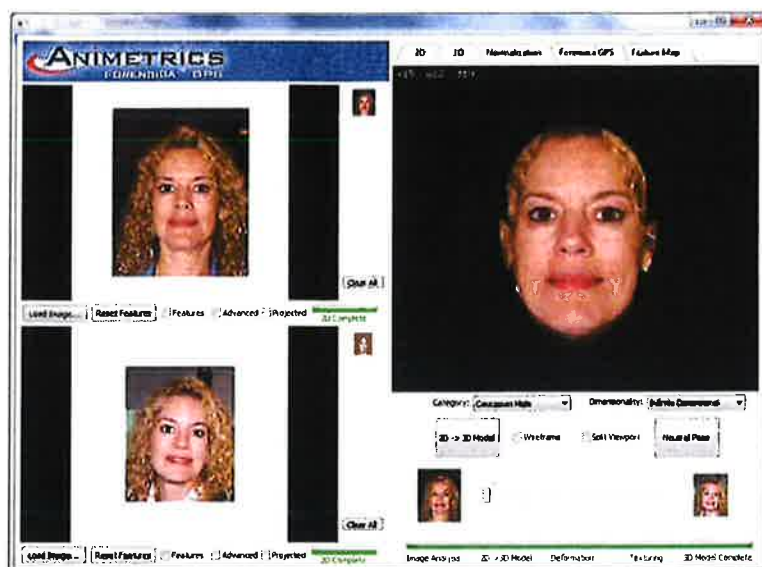 ANIMETRICS
FORENSICA GPS
2D 3D Normalization Forensica GPS Feature Map
Clear All
Load Image... Reset Features Features Advanced Projected
2D Complete
Category: Dimensionality: Infinite Dimensional
2D -> 3D Model Wireframe Split Viewport Neutral Pose
Clear All
Load Image... Reset Features Features Advanced Projected
2D Complete
Image Analysis 2D -> 3D Model Deformation Texturing 3D Model Complete